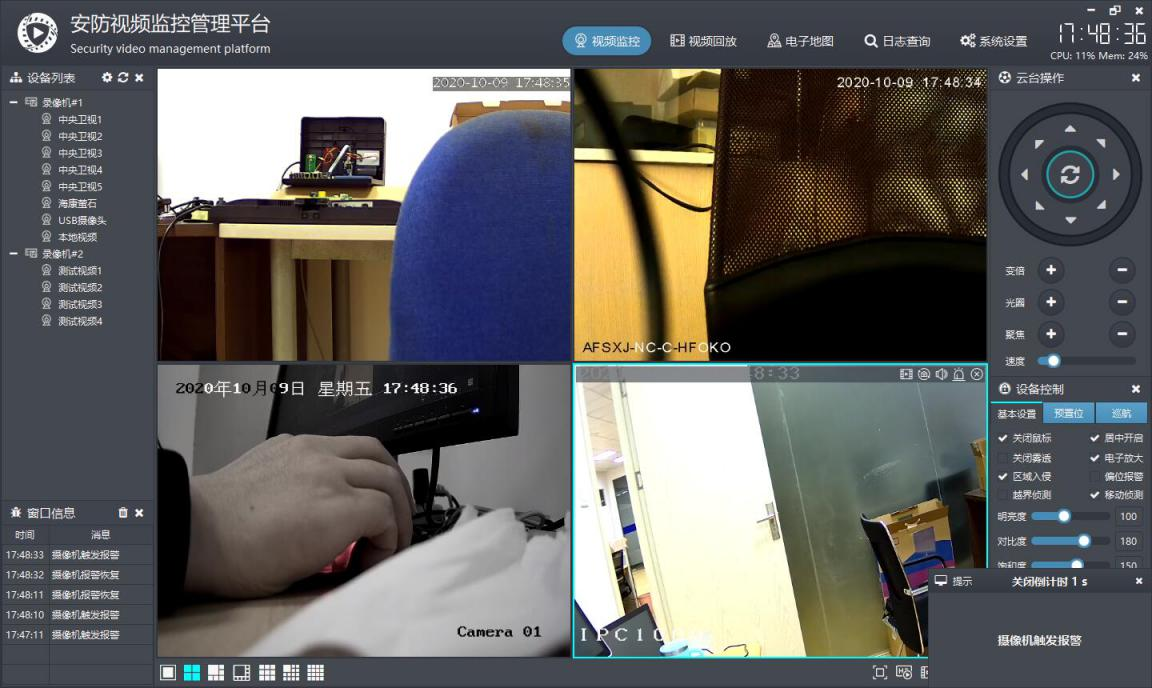 安防视频监控管理平台
Security video management platform
视频监控
视频回放
电子地图
日志查询
系统设置
17:48:36
CPU: 11% Mem: 24%
设备列表
录像机#1
中央卫视1
中央卫视2
中央卫视3
中央卫视4
中央卫视5
海康萤石
USB摄像头
本地视频
录像机#2
测试视频1
测试视频2
测试视频3
测试视频4
窗口信息
时间 消息
17:48:33 摄像机触发报警
17:48:32 摄像机报警恢复
17:48:11 摄像机报警恢复
17:48:10 摄像机触发报警
17:47:11 摄像机触发报警
2020-10-09 17:48:35
2020-10-09 17:48:34
AFSXJ-NC-C-HFOKO
2020年10月09日 星期五 17:48:36
Camera 01
8:33
云台操作
变倍
光圈
聚焦
速度
设备控制
基本设置 预置位 巡航
关闭鼠标 居中开启
关闭雾透 电子放大
区域入侵 偏位报警
越界侦测 移动侦测
明亮度 100
对比度 180
饱和度 150
提示 关闭倒计时 1 s
摄像机触发报警